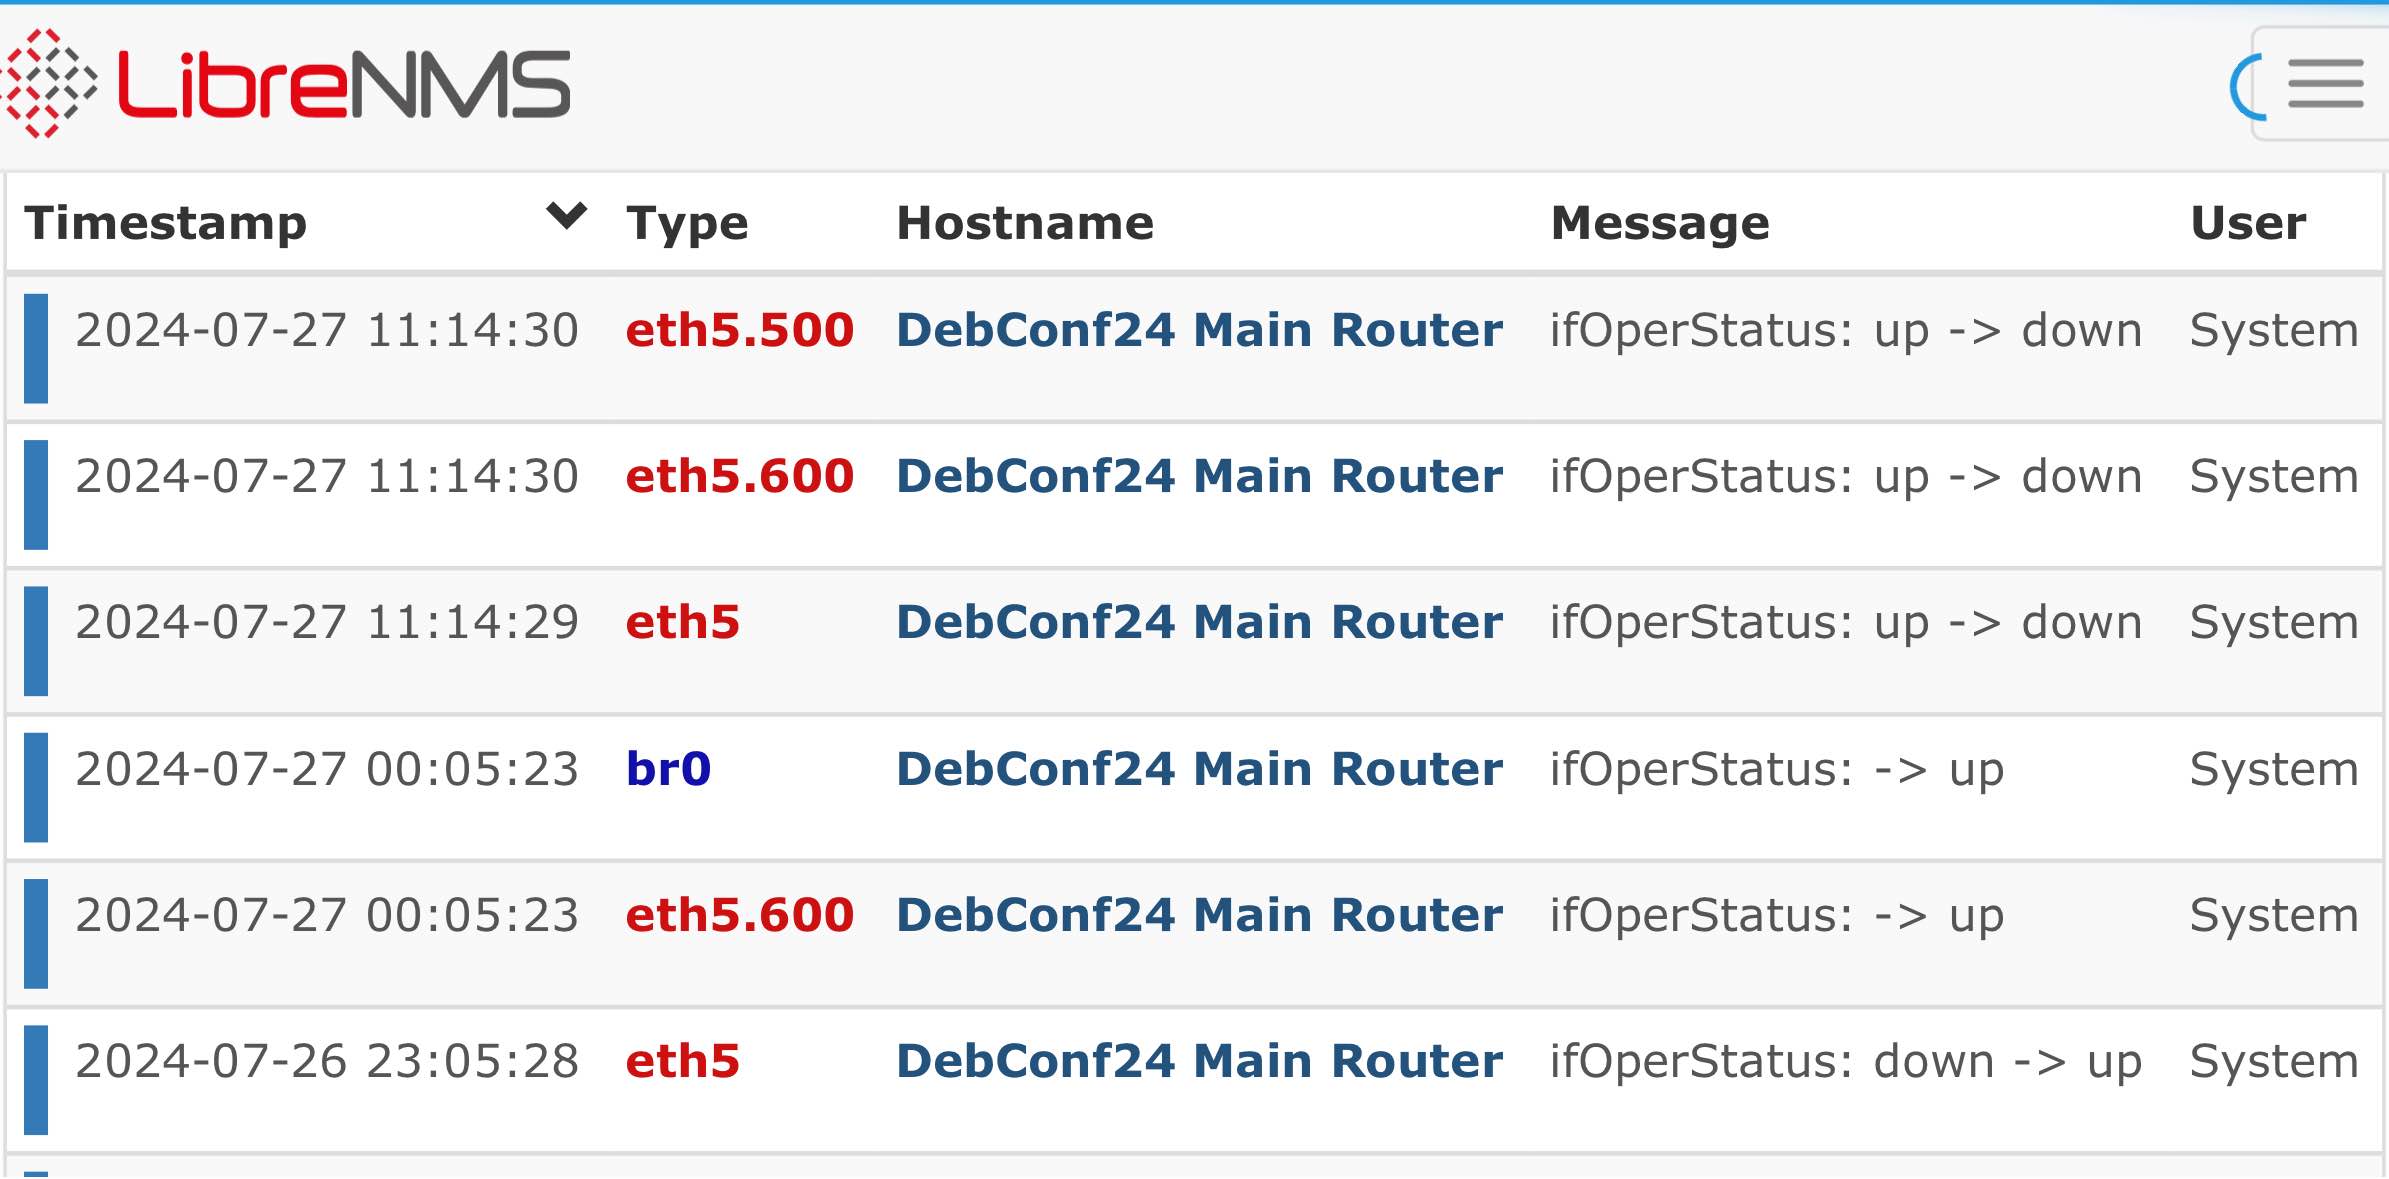 LibreNMS
Timestamp Type Hostname Message User
2024-07-27 11:14:30 eth5.500 DebConf24 Main Router ifOperStatus: up -> down System
2024-07-27 11:14:30 eth5.600 DebConf24 Main Router ifOperStatus: up -> down System
2024-07-27 11:14:29 eth5 DebConf24 Main Router ifOperStatus: up -> down System
2024-07-27 00:05:23 br0 DebConf24 Main Router ifOperStatus: -> up System
2024-07-27 00:05:23 eth5.600 DebConf24 Main Router ifOperStatus: -> up System
2024-07-26 23:05:28 eth5 DebConf24 Main Router ifOperStatus: down -> up System